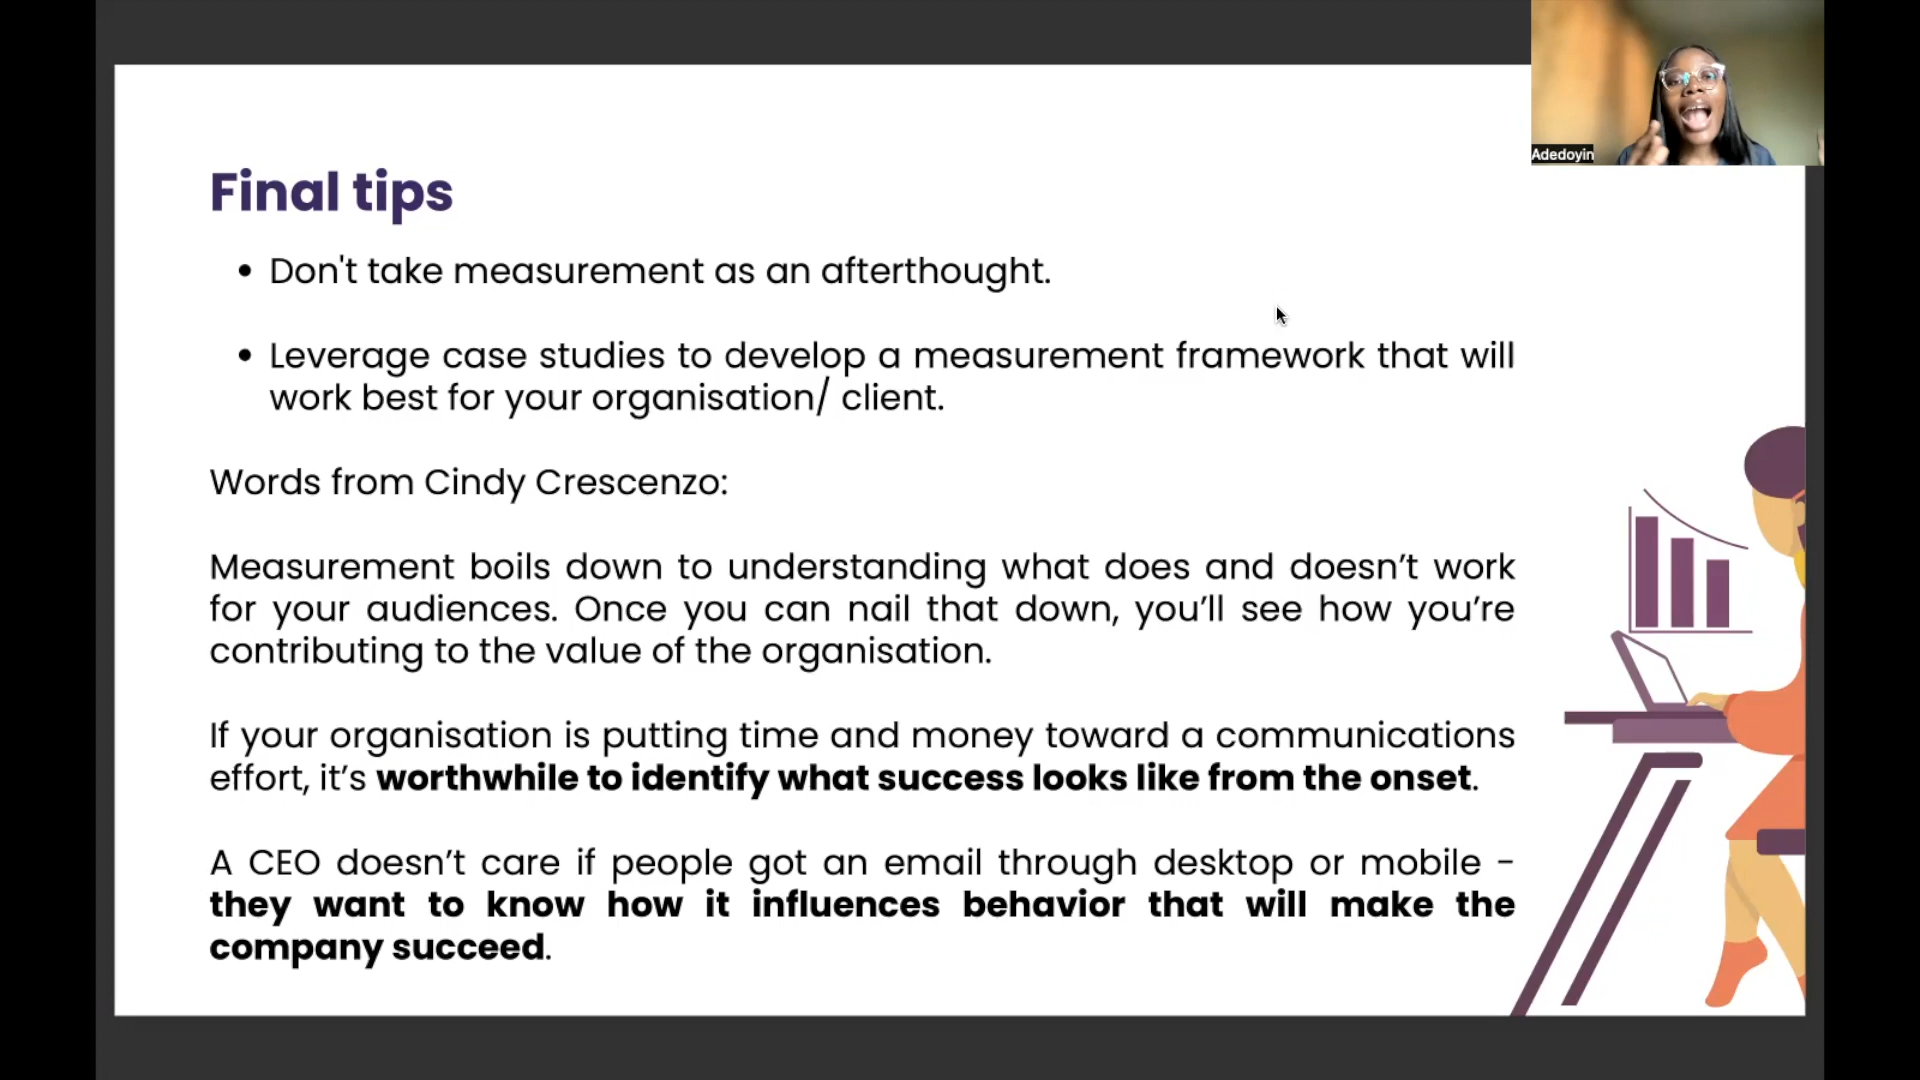 Adedoyin
Final tips
• Don't take measurement as an afterthought.
• Leverage case studies to develop a measurement framework that will
work best for your organisation/ client.
Words from Cindy Crescenzo:
Measurement boils down to understanding what does and doesn’t work
for your audiences. Once you can nail that down, you’ll see how you’re
contributing to the value of the organisation.
If your organisation is putting time and money toward a communications
effort, it’s worthwhile to identify what success looks like from the onset.
A CEO doesn’t care if people got an email through desktop or mobile -
they want to know how it influences behavior that will make the
company succeed.